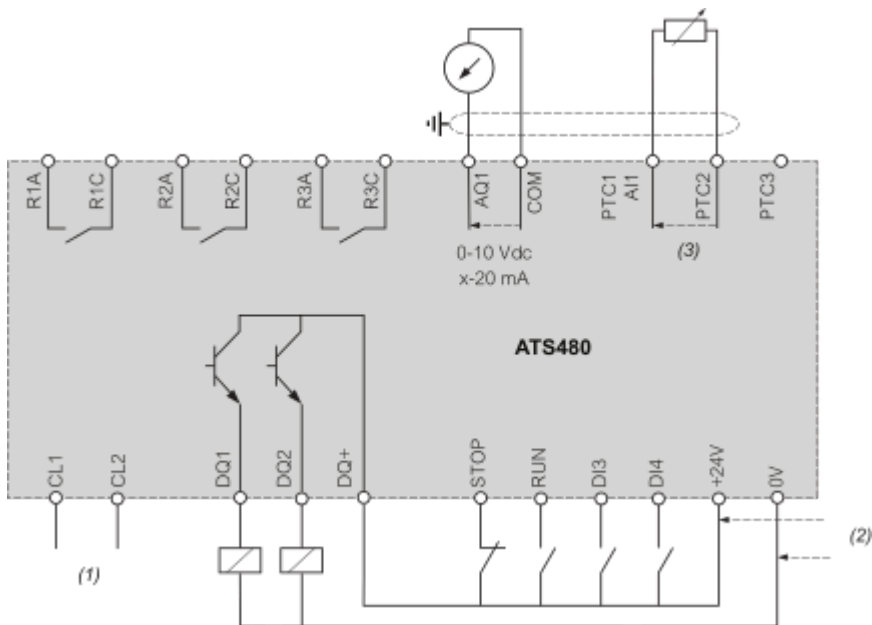 R1A
R1C
R2A
R2C
R3A
R3C
AQ1
COM
PTC1
AI1
PTC2
PTC3
0-10 Vdc
x-20 mA
(3)
ATS480
CL1
CL2
DQ1
DQ2
DQ+
STOP
RUN
DI3
DI4
+24V
0V
(1)
(2)